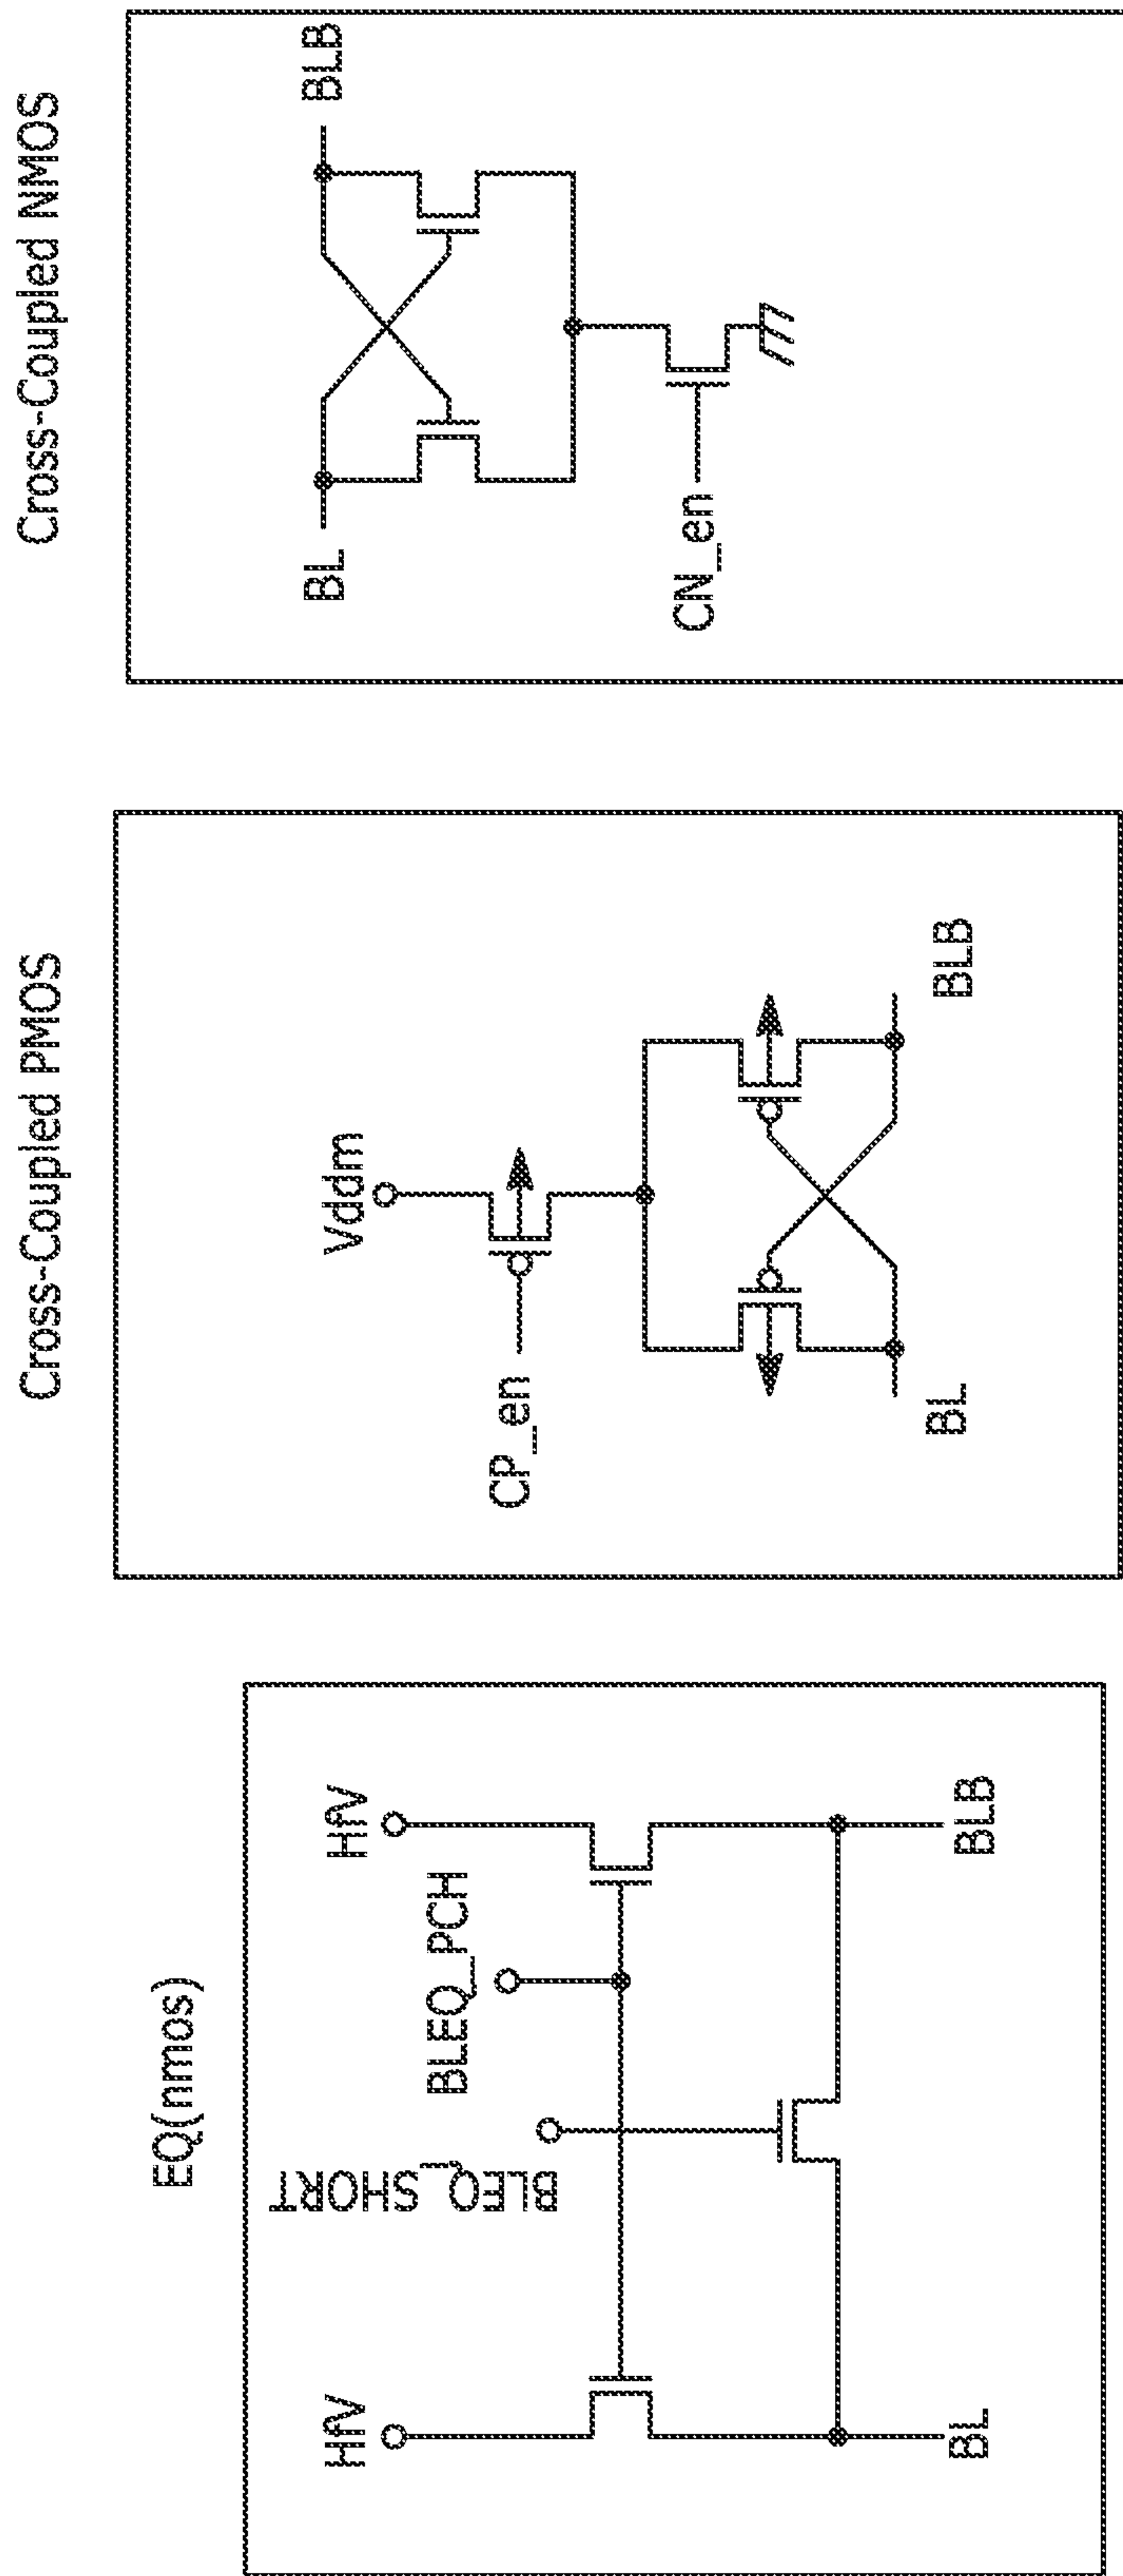 EQ(nmos)
HfV
HfV
BLEQ_PCH
BLEQ_SHORT
BL
BLB
Cross-Coupled PMOS
Vddm
CP_en
BL
BLB
Cross-Coupled NMOS
BL
BLB
CN_en